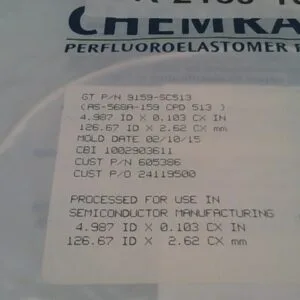 CHEMRA
PERFLUOROELASTOMER
GT P/N 9159-SC513
(AS-568A-159 CPD 513 )
4.987 ID X 0.103 CX IN
126.67 ID X 2.62 CX mm
MOLD DATE 02/10/15
CBI 1002903611
CUST P/N 605386
CUST P/O 24119500
PROCESSED FOR USE IN
SEMICONDUCTOR MANUFACTURING
4.987 ID X 0.103 CX IN
126.67 ID X 2.62 CX mm